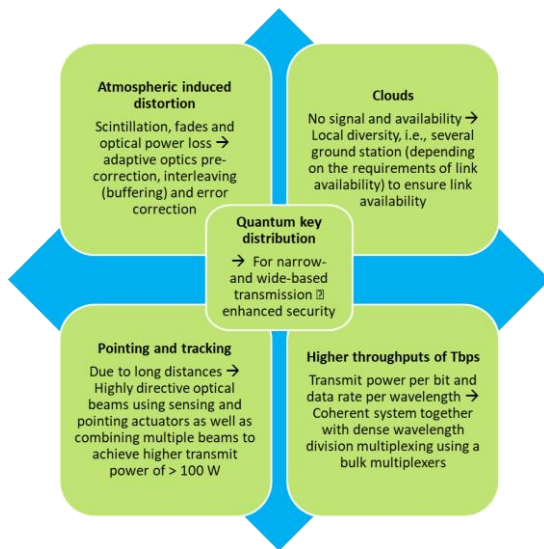 Atmospheric induced
distortion
Scintillation, fades and
optical power loss →
adaptive optics pre-
correction, interleaving
(buffering) and error
correction
Clouds
No signal and availability →
Local diversity, i.e., several
ground station (depending
on the requirements of link
availability) to ensure link
availability
Quantum key
distribution
→ For narrow-
and wide-based
transmission ⍰
enhanced security
Pointing and tracking
Due to long distances →
Highly directive optical
beams using sensing and
pointing actuators as well as
combining multiple beams to
achieve higher transmit
power of > 100 W
Higher throughputs of Tbps
Transmit power per bit and
data rate per wavelength →
Coherent system together
with dense wavelength
division multiplexing using a
bulk multiplexers